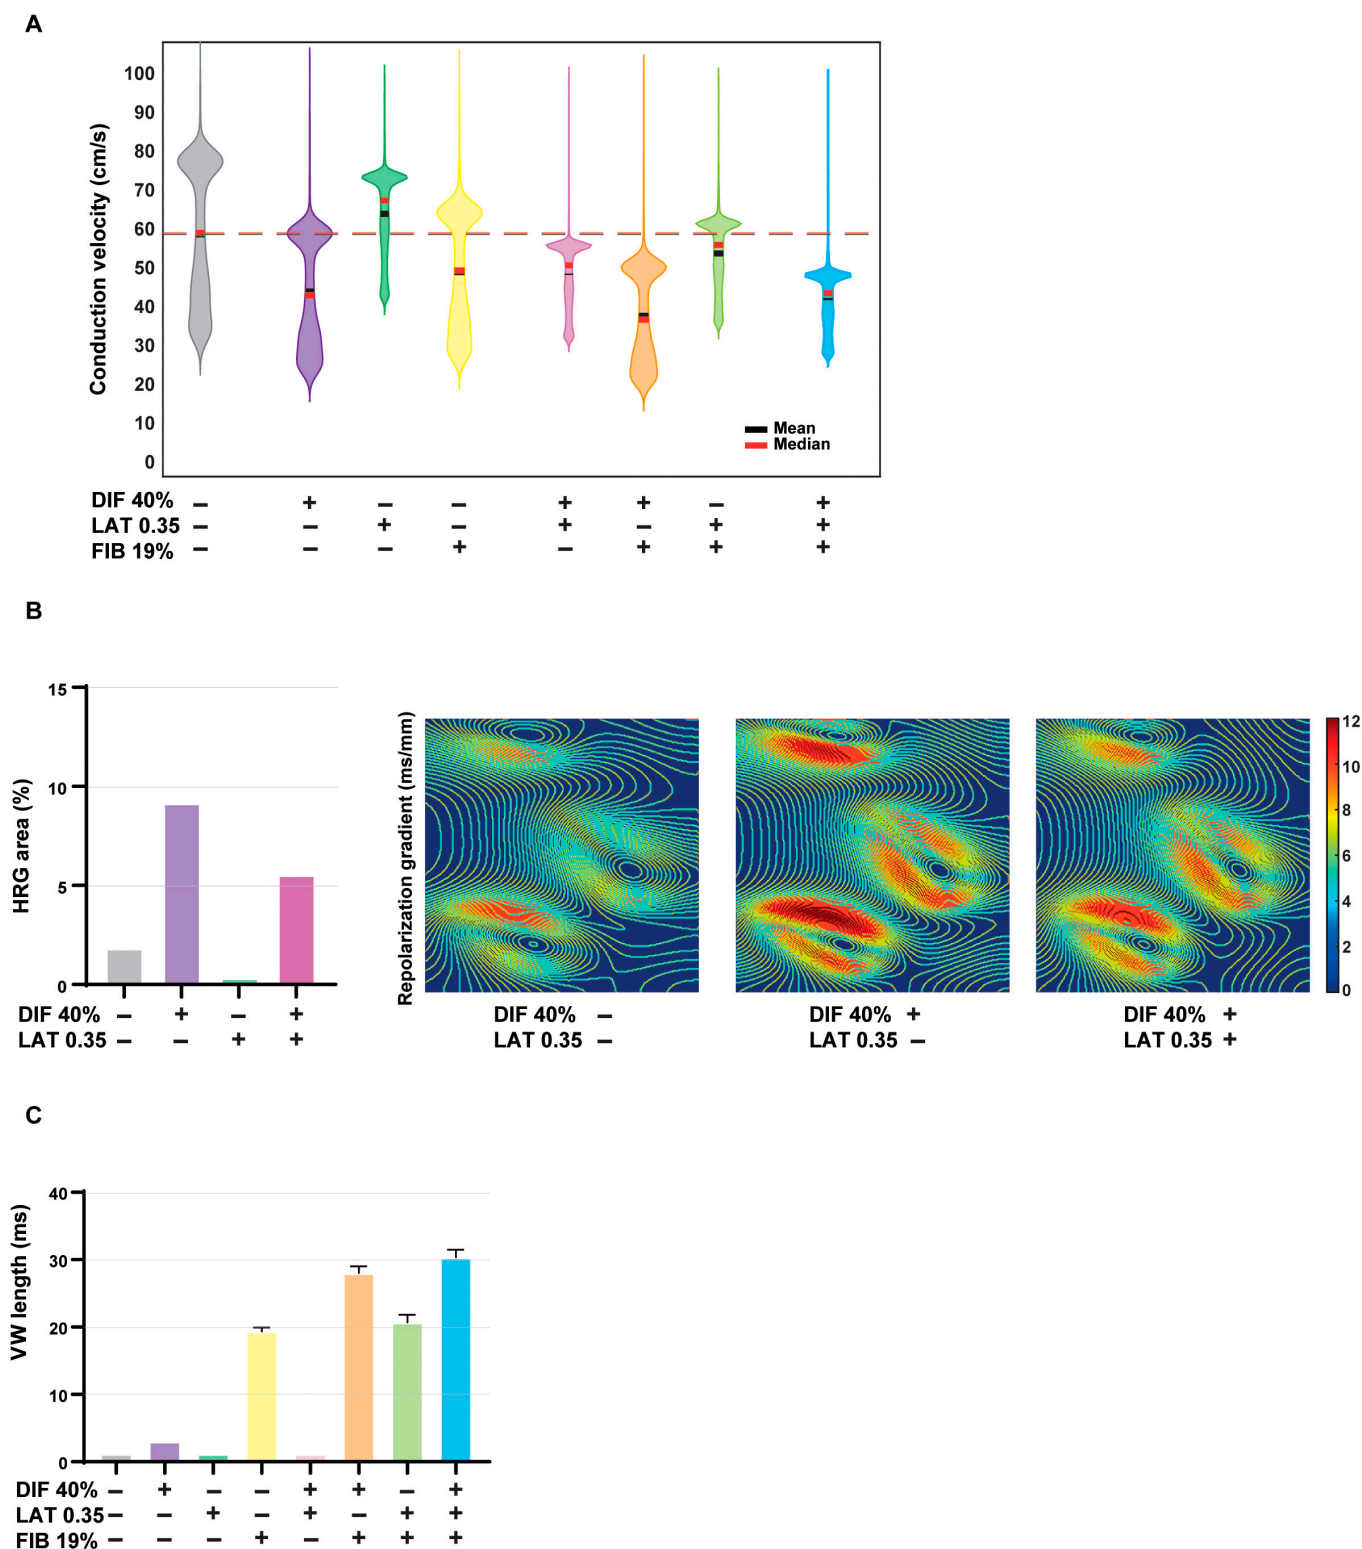 A
Conduction velocity (cm/s)
100
90
80
70
60
50
40
30
20
10
0
Mean
Median
DIF 40% – + – – + + – +
LAT 0.35 – – + – + – + +
FIB 19% – – – + – + + +
B
HRG area (%)
15
10
5
0
DIF 40% – + – +
LAT 0.35 – – + +
Repolarization gradient (ms/mm)
12
10
8
6
4
2
0
DIF 40% –
LAT 0.35 –
DIF 40% +
LAT 0.35 –
DIF 40% +
LAT 0.35 +
C
VW length (ms)
40
30
20
10
0
DIF 40% – + – – + + – +
LAT 0.35 – – + – + – + +
FIB 19% – – – + – + + +